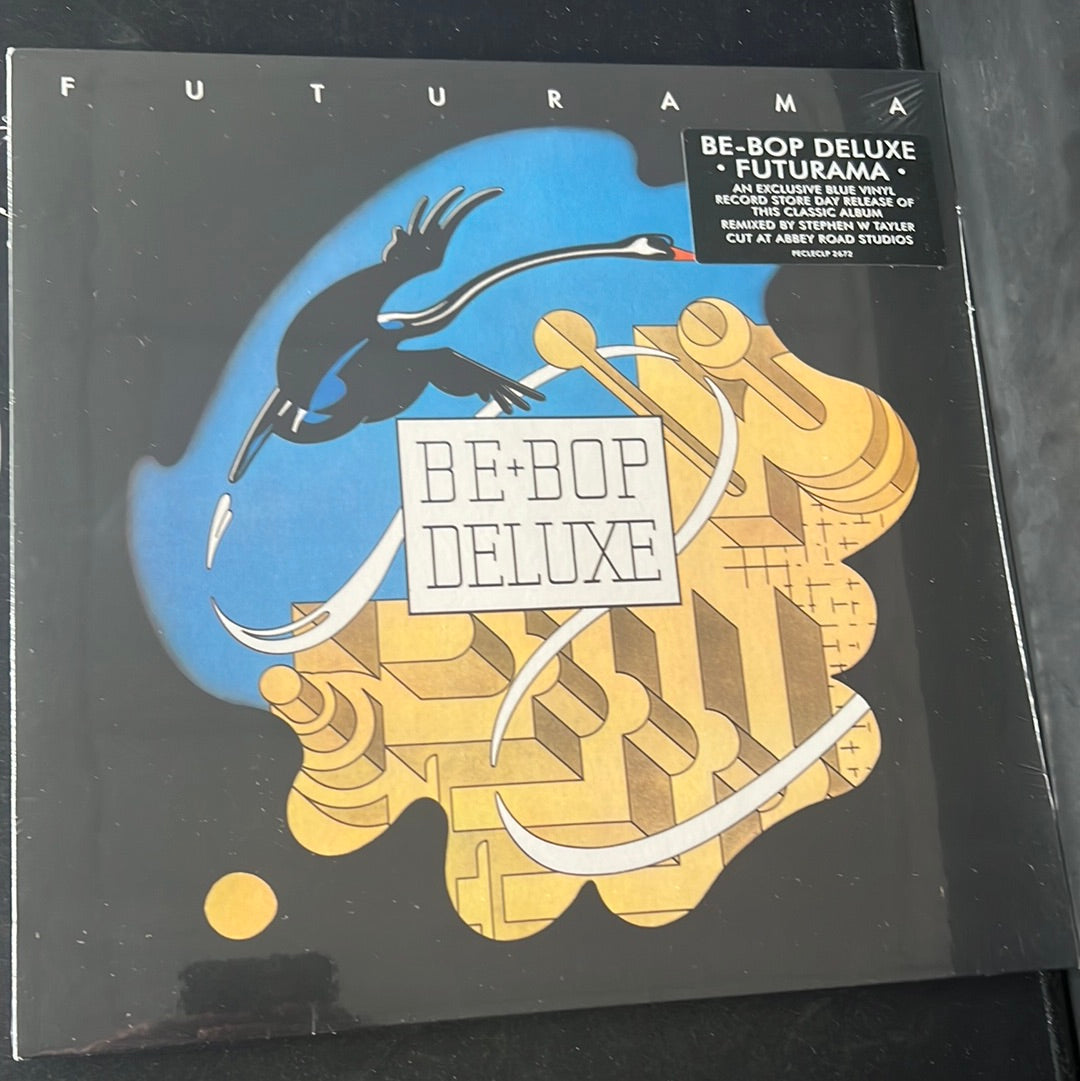 FUTURAMA
BE-BOP DELUXE
• FUTURAMA •
AN EXCLUSIVE BLUE VINYL
RECORD STORE DAY RELEASE OF
THIS CLASSIC ALBUM
REMIXED BY STEPHEN W TAYLER
CUT AT ABBEY ROAD STUDIOS
PECLECLP 2672
BE+BOP
DELUXE